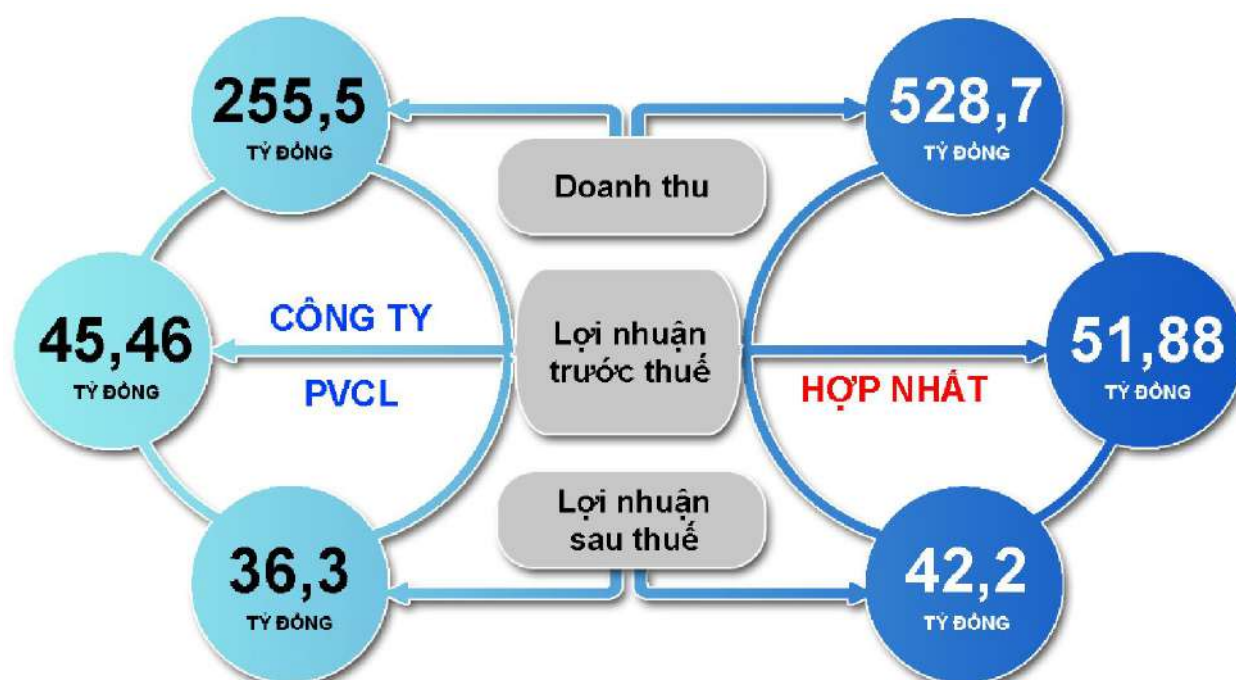 255,5
TỶ ĐỒNG
528,7
TỶ ĐỒNG
Doanh thu
45,46
TỶ ĐỒNG
CÔNG TY
PVCL
Lợi nhuận
trước thuế
HỢP NHẤT
51,88
TỶ ĐỒNG
Lợi nhuận
sau thuế
36,3
TỶ ĐỒNG
42,2
TỶ ĐỒNG